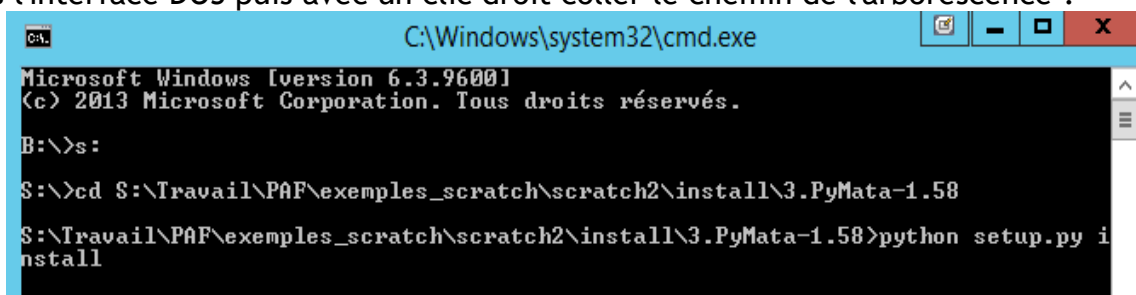 s l'interface DOS puis avec un clic droit coller le chemin de l'arborescence :
C:\Windows\system32\cmd.exe
Microsoft Windows [version 6.3.9600]
(c) 2013 Microsoft Corporation. Tous droits réservés.
B:\>s:
S:\>cd S:\Travail\PAF\exemples_scratch\scratch2\install\3.PyMata-1.58
S:\Travail\PAF\exemples_scratch\scratch2\install\3.PyMata-1.58>python setup.py i
nstall